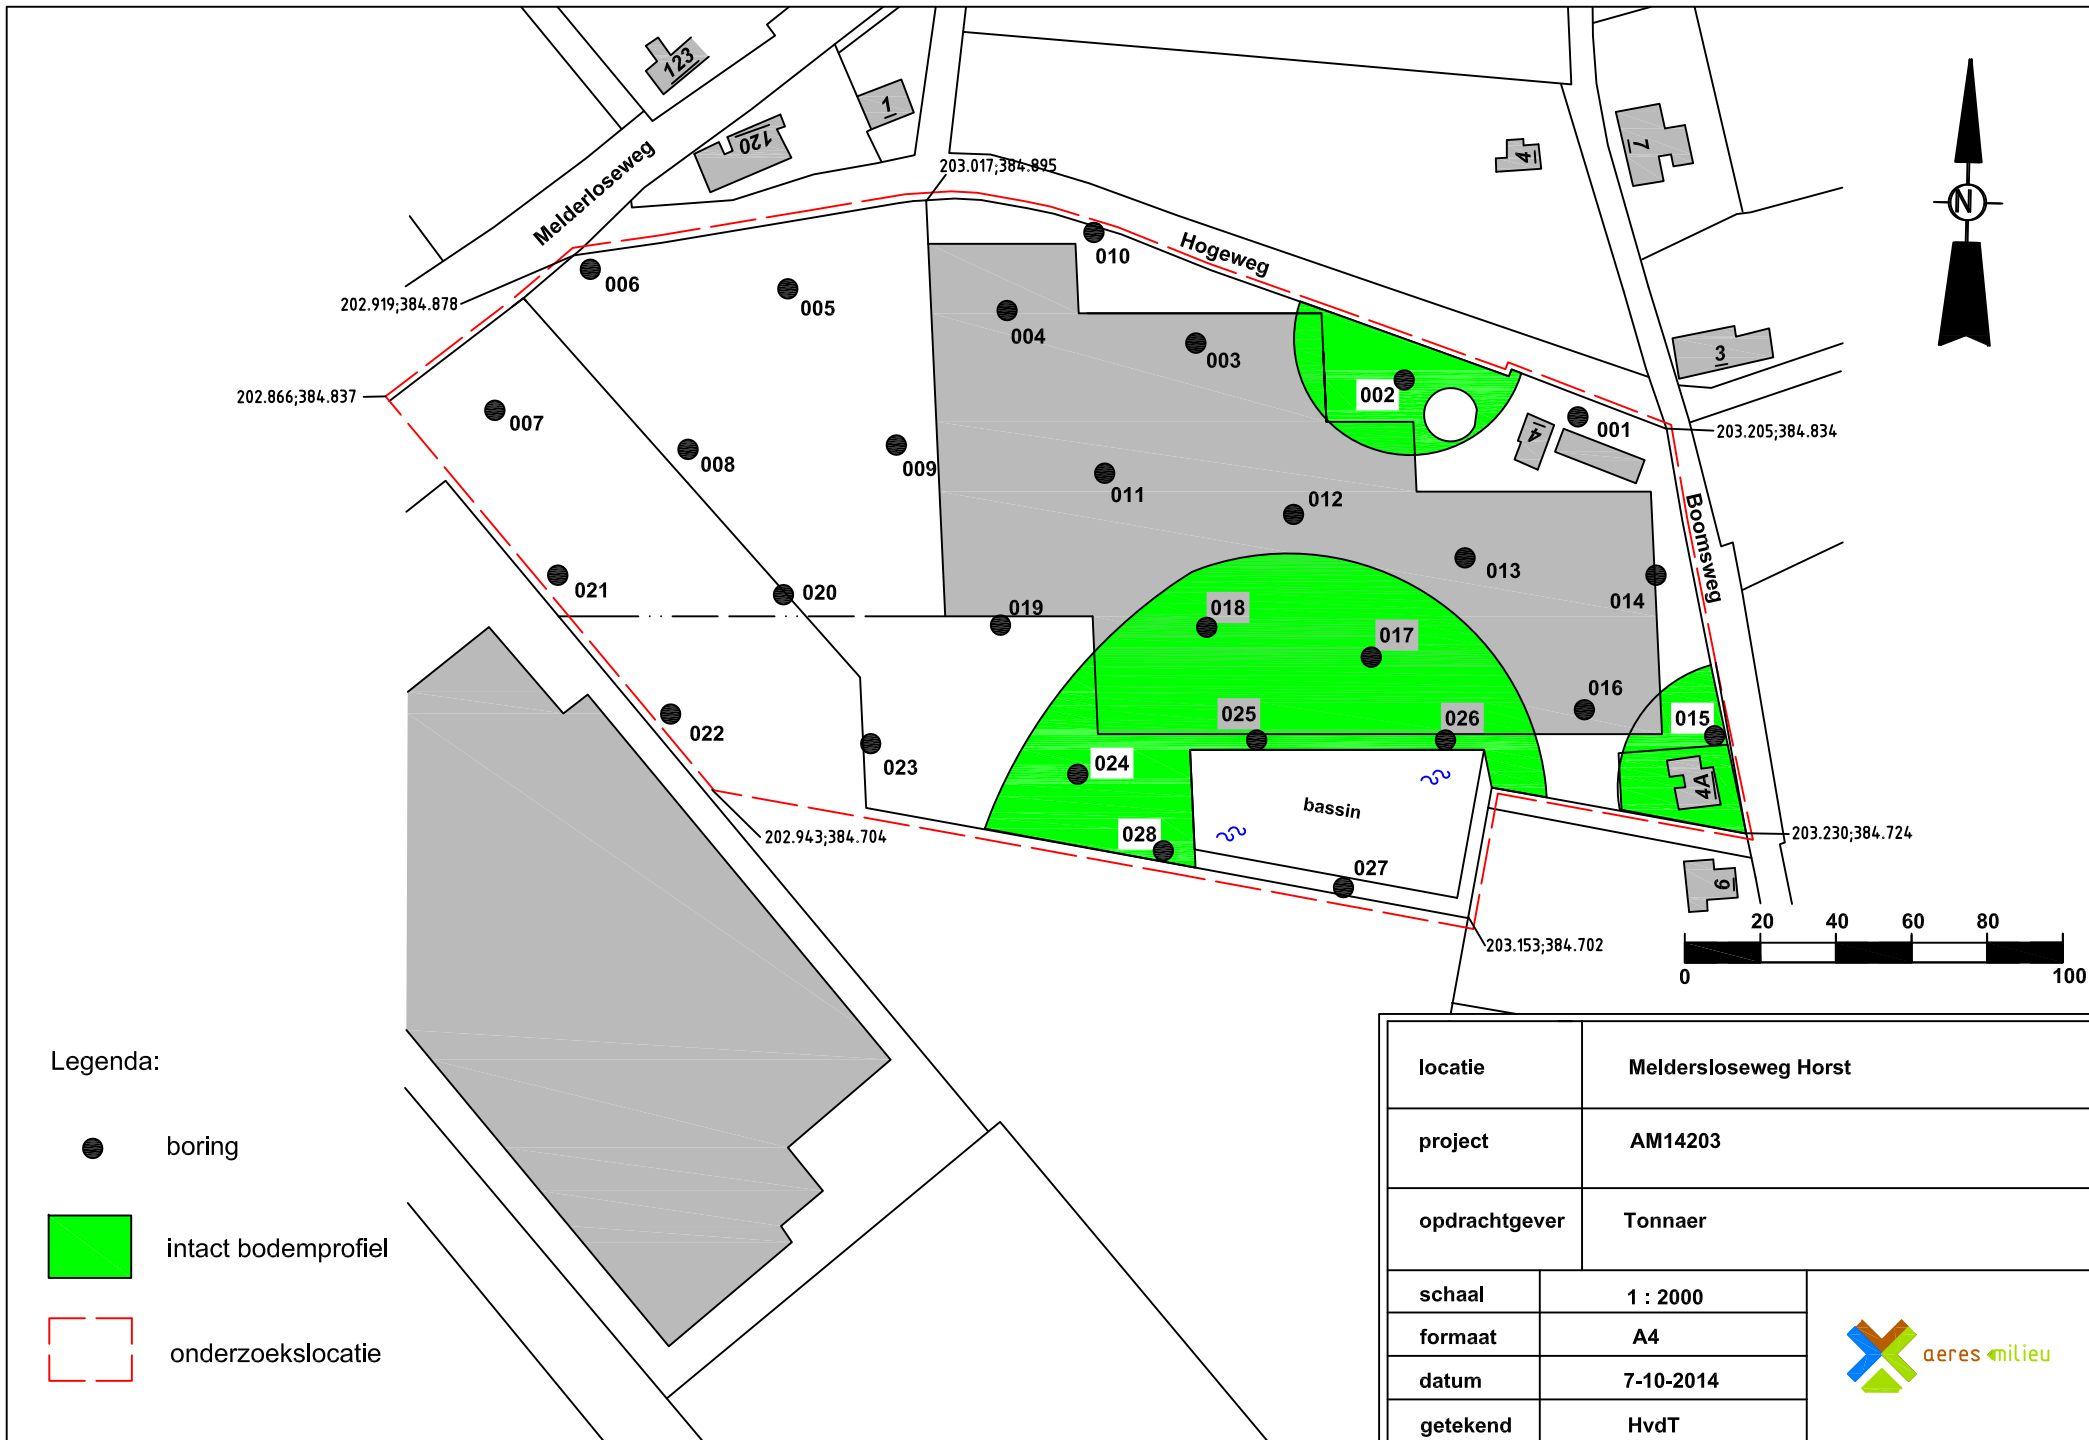 123
1
120
Melderloseweg
203.017;384.895
4
7
010
Hogeweg
006
005
202.919;384.878
004
003
3
202.866;384.837
002
007
001
203.205;384.834
4
008
009
011
012
Boomsweg
013
021
020
014
019
018
017
016
022
025
026
015
023
024
4A
bassin
028
202.943;384.704
203.230;384.724
027
6
203.153;384.702
20 40 60 80
0 100
N
Legenda:
boring
intact bodemprofiel
onderzoekslocatie
locatie Meldersloseweg Horst
project AM14203
opdrachtgever Tonnaer
schaal 1 : 2000
formaat A4
datum 7-10-2014
getekend HvdT
aeres milieu